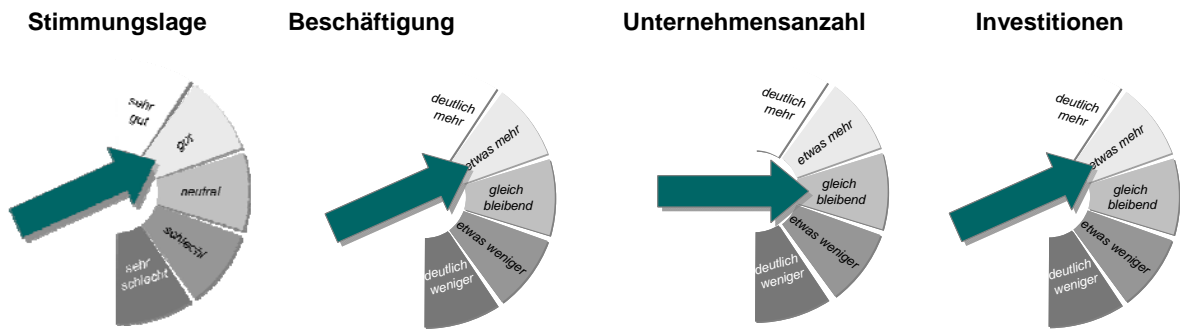 Stimmungslage
Beschäftigung
Unternehmensanzahl
Investitionen
sehr
gut
gut
neutral
schlecht
sehr
schlecht
deutlich
mehr
etwas mehr
gleich
bleibend
etwas weniger
deutlich
weniger
deutlich
mehr
etwas mehr
gleich
bleibend
etwas weniger
deutlich
weniger
deutlich
mehr
etwas mehr
gleich
bleibend
etwas weniger
deutlich
weniger